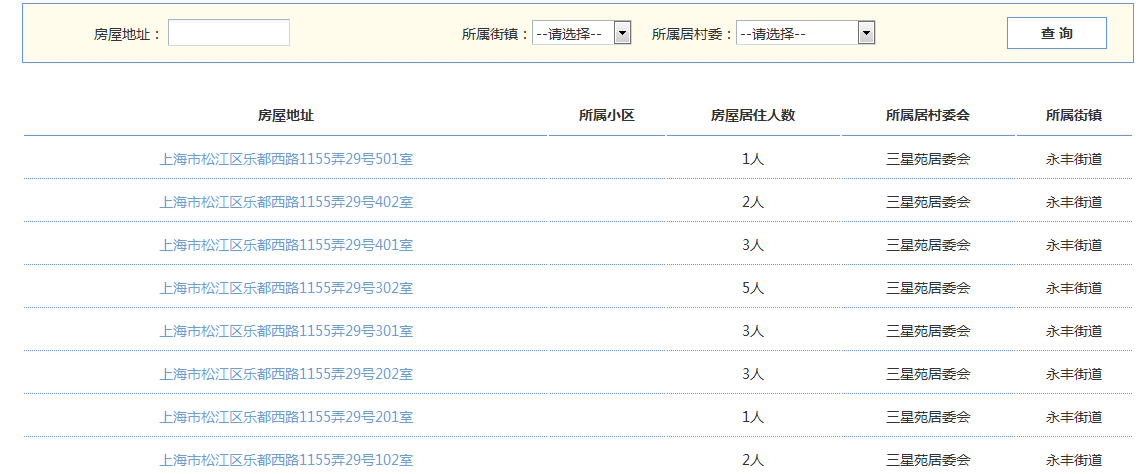 房屋地址： 所属街镇： --请选择-- 所属居村委： --请选择-- 查 询
房屋地址 所属小区 房屋居住人数 所属居村委会 所属街镇
上海市松江区乐都西路1155弄29号501室 1人 三星苑居委会 永丰街道
上海市松江区乐都西路1155弄29号402室 2人 三星苑居委会 永丰街道
上海市松江区乐都西路1155弄29号401室 3人 三星苑居委会 永丰街道
上海市松江区乐都西路1155弄29号302室 5人 三星苑居委会 永丰街道
上海市松江区乐都西路1155弄29号301室 3人 三星苑居委会 永丰街道
上海市松江区乐都西路1155弄29号202室 3人 三星苑居委会 永丰街道
上海市松江区乐都西路1155弄29号201室 1人 三星苑居委会 永丰街道
上海市松江区乐都西路1155弄29号102室 2人 三星苑居委会 永丰街道